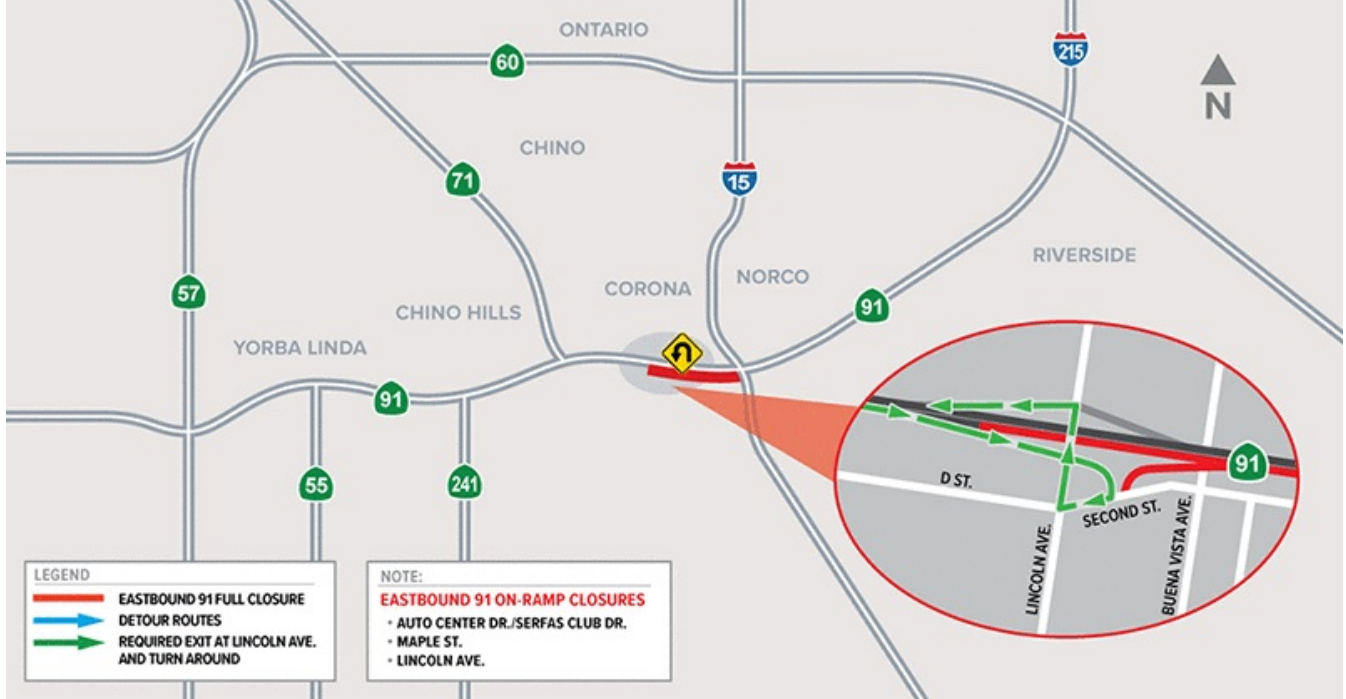 ONTARIO
60
215
N
CHINO
71
15
57
CORONA
NORCO
RIVERSIDE
CHINO HILLS
91
YORBA LINDA
91
55
241
91
D ST.
SECOND ST.
LINCOLN AVE.
BUENA VISTA AVE.
LEGEND
EASTBOUND 91 FULL CLOSURE
DETOUR ROUTES
REQUIRED EXIT AT LINCOLN AVE.
AND TURN AROUND
NOTE:
EASTBOUND 91 ON-RAMP CLOSURES
• AUTO CENTER DR./SERFAS CLUB DR.
• MAPLE ST.
• LINCOLN AVE.